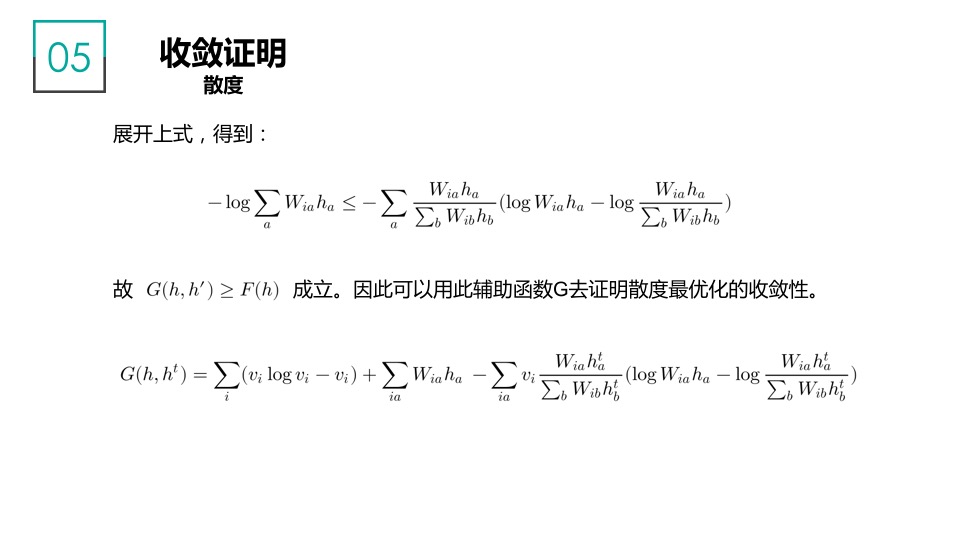 05
收敛证明
散度
展开上式，得到：
$-\log \sum_{a} W_{ia}h_a \leq -\sum_{a} \frac{W_{ia}h_a}{\sum_b W_{ib}h_b}(\log W_{ia}h_a - \log \frac{W_{ia}h_a}{\sum_b W_{ib}h_b})$
故 $G(h,h') \geq F(h)$ 成立。因此可以用此辅助函数G去证明散度最优化的收敛性。
$G(h,h^t) = \sum_{i}(v_i \log v_i - v_i) + \sum_{ia} W_{ia}h_a - \sum_{ia} v_i \frac{W_{ia}h_a^t}{\sum_b W_{ib}h_b^t}(\log W_{ia}h_a - \log \frac{W_{ia}h_a^t}{\sum_b W_{ib}h_b^t})$